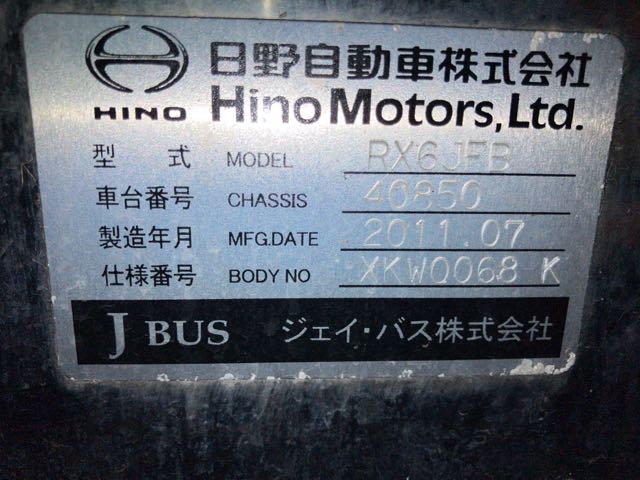 日野自動車株式会社
HINO Hino Motors, Ltd.
型 式 MODEL RX6JFB
車台番号 CHASSIS 40850
製造年月 MFG.DATE 2011.07
仕様番号 BODY NO XKW0068 K
J BUS ジェイ・バス株式会社